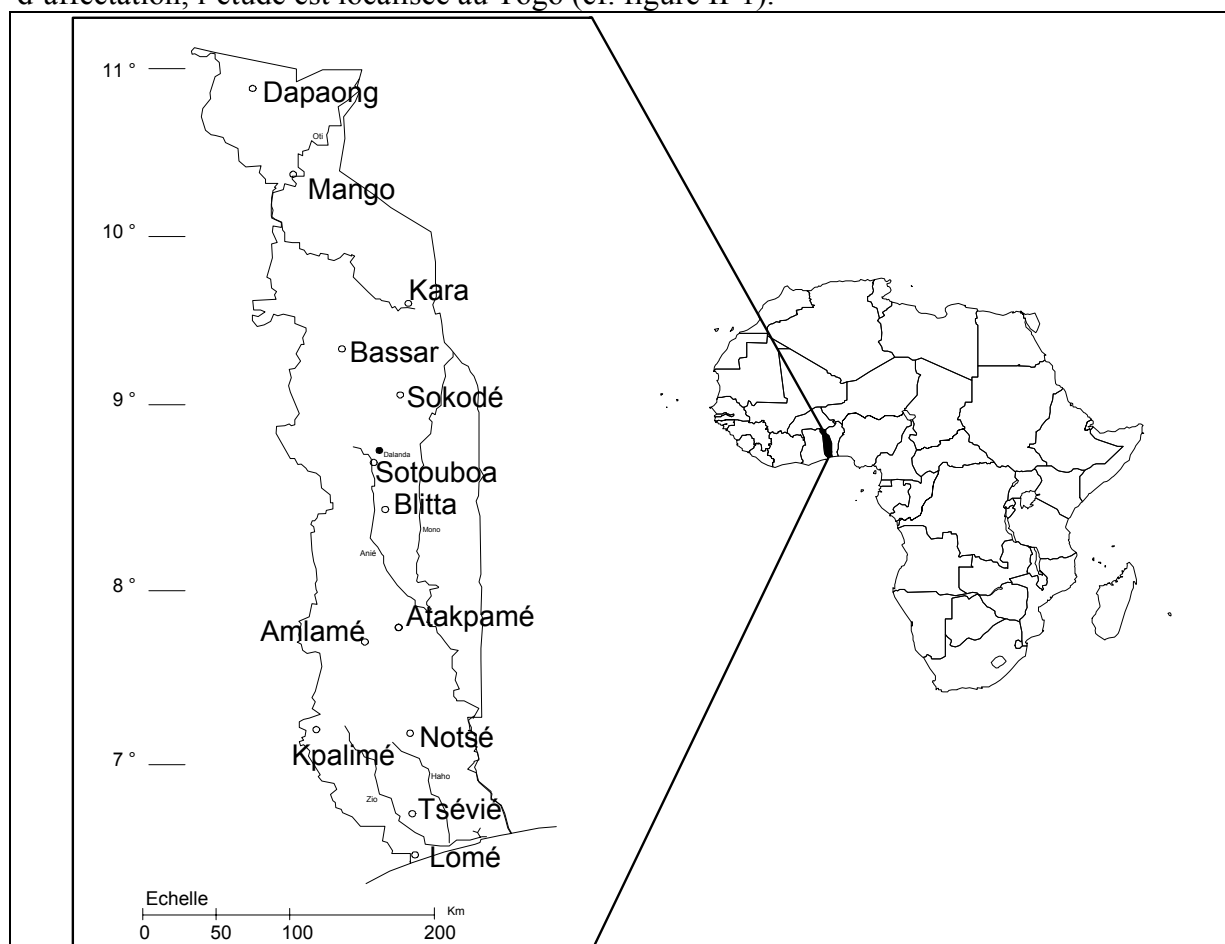 d'affectation, l'étude est localisée au Togo (cf. figure II-1).
11 °
Dapaong
Oti
Mango
10 °
Kara
Bassar
9 °
Sokodé
Dalanda
Sotouboa
Blitta
Mono
Anié
8 °
Atakpamé
Amlamé
Notsé
Kpalimé
7 °
Haho
Zio
Tsévié
Lomé
Echelle
Km
0 50 100 200